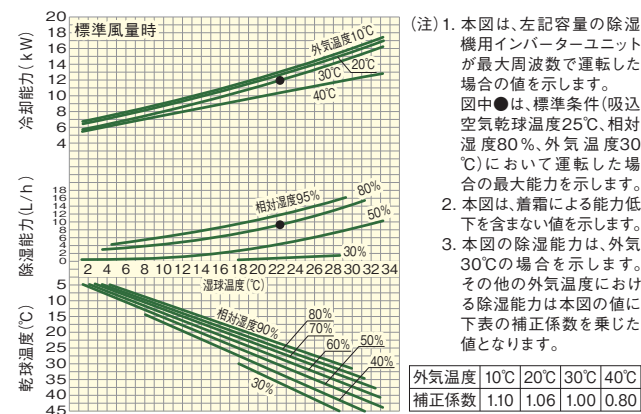 標準風量時
冷却能力(kW)
20
18
16
14
12
10
8
6
4
外気温度10℃
20℃
30℃
40℃
除湿能力(L/h)
18
16
14
12
10
8
6
4
2
0
相対湿度95%
80%
50%
30%
2 4 6 8 10 12 14 16 18 20 22 24 26 28 30 32 34
湿球温度(℃)
乾球温度(℃)
5
10
15
20
25
30
35
40
45
相対湿度90%
80%
70%
60%
50%
40%
30%
(注)1. 本図は、左記容量の除湿
機用インバーターユニット
が最大周波数で運転した
場合の値を示します。
図中●は、標準条件(吸込
空気乾球温度25℃、相対
湿度80%、外気温度30
℃)において運転した場
合の最大能力を示します。
2. 本図は、着霜による能力低
下を含まない値を示します。
3. 本図の除湿能力は、外気
30℃の場合を示します。
その他の外気温度におけ
る除湿能力は本図の値に
下表の補正係数を乗じた
値となります。
外気温度 10℃ 20℃ 30℃ 40℃
補正係数 1.10 1.06 1.00 0.80